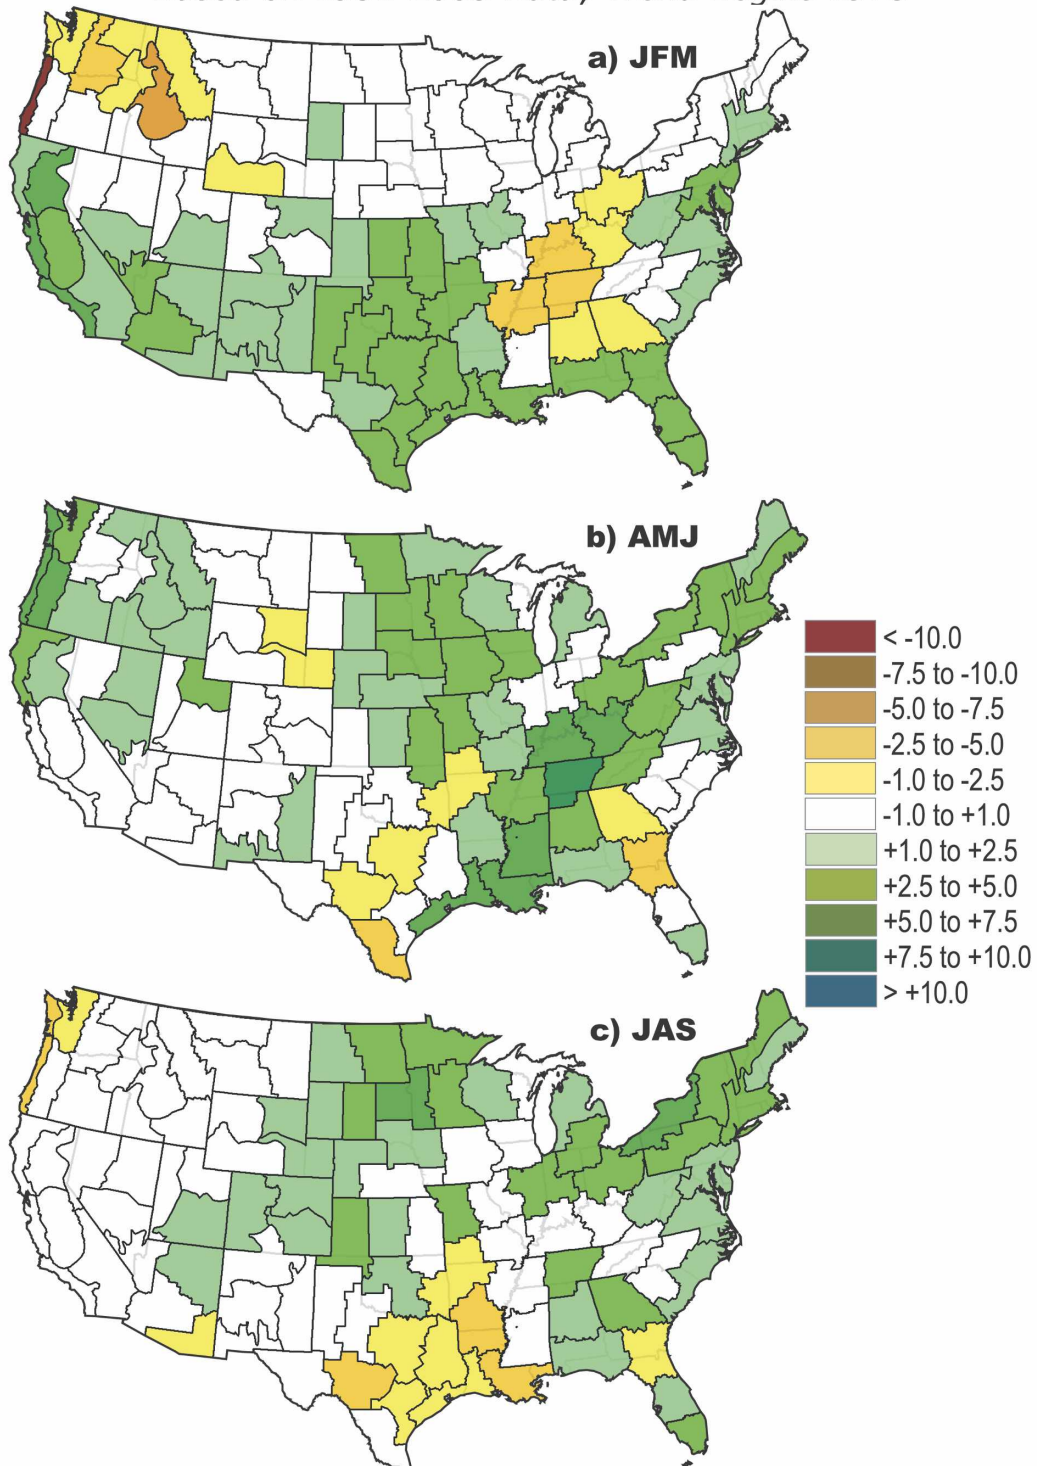 a) JFM
b) AMJ
< -10.0
-7.5 to -10.0
-5.0 to -7.5
-2.5 to -5.0
-1.0 to -2.5
-1.0 to +1.0
+1.0 to +2.5
+2.5 to +5.0
+5.0 to +7.5
+7.5 to +10.0
> +10.0
c) JAS